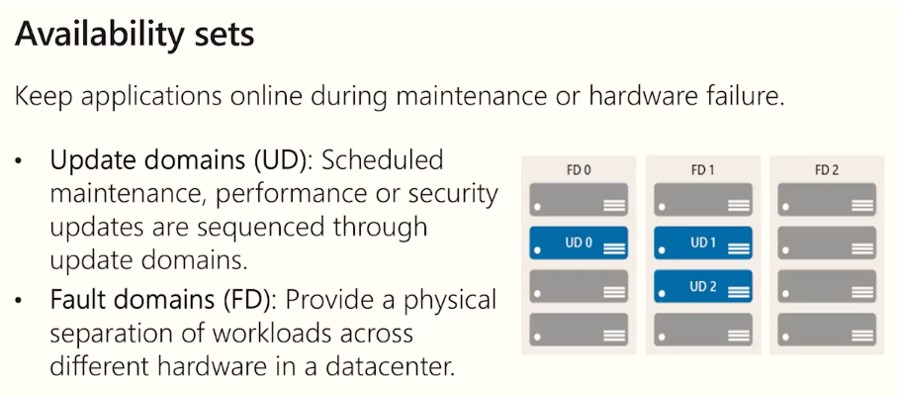 Availability sets
Keep applications online during maintenance or hardware failure.
• Update domains (UD): Scheduled
maintenance, performance or security
updates are sequenced through
update domains.
• Fault domains (FD): Provide a physical
separation of workloads across
different hardware in a datacenter.
FD 0
FD 1
FD 2
UD 0
UD 1
UD 2